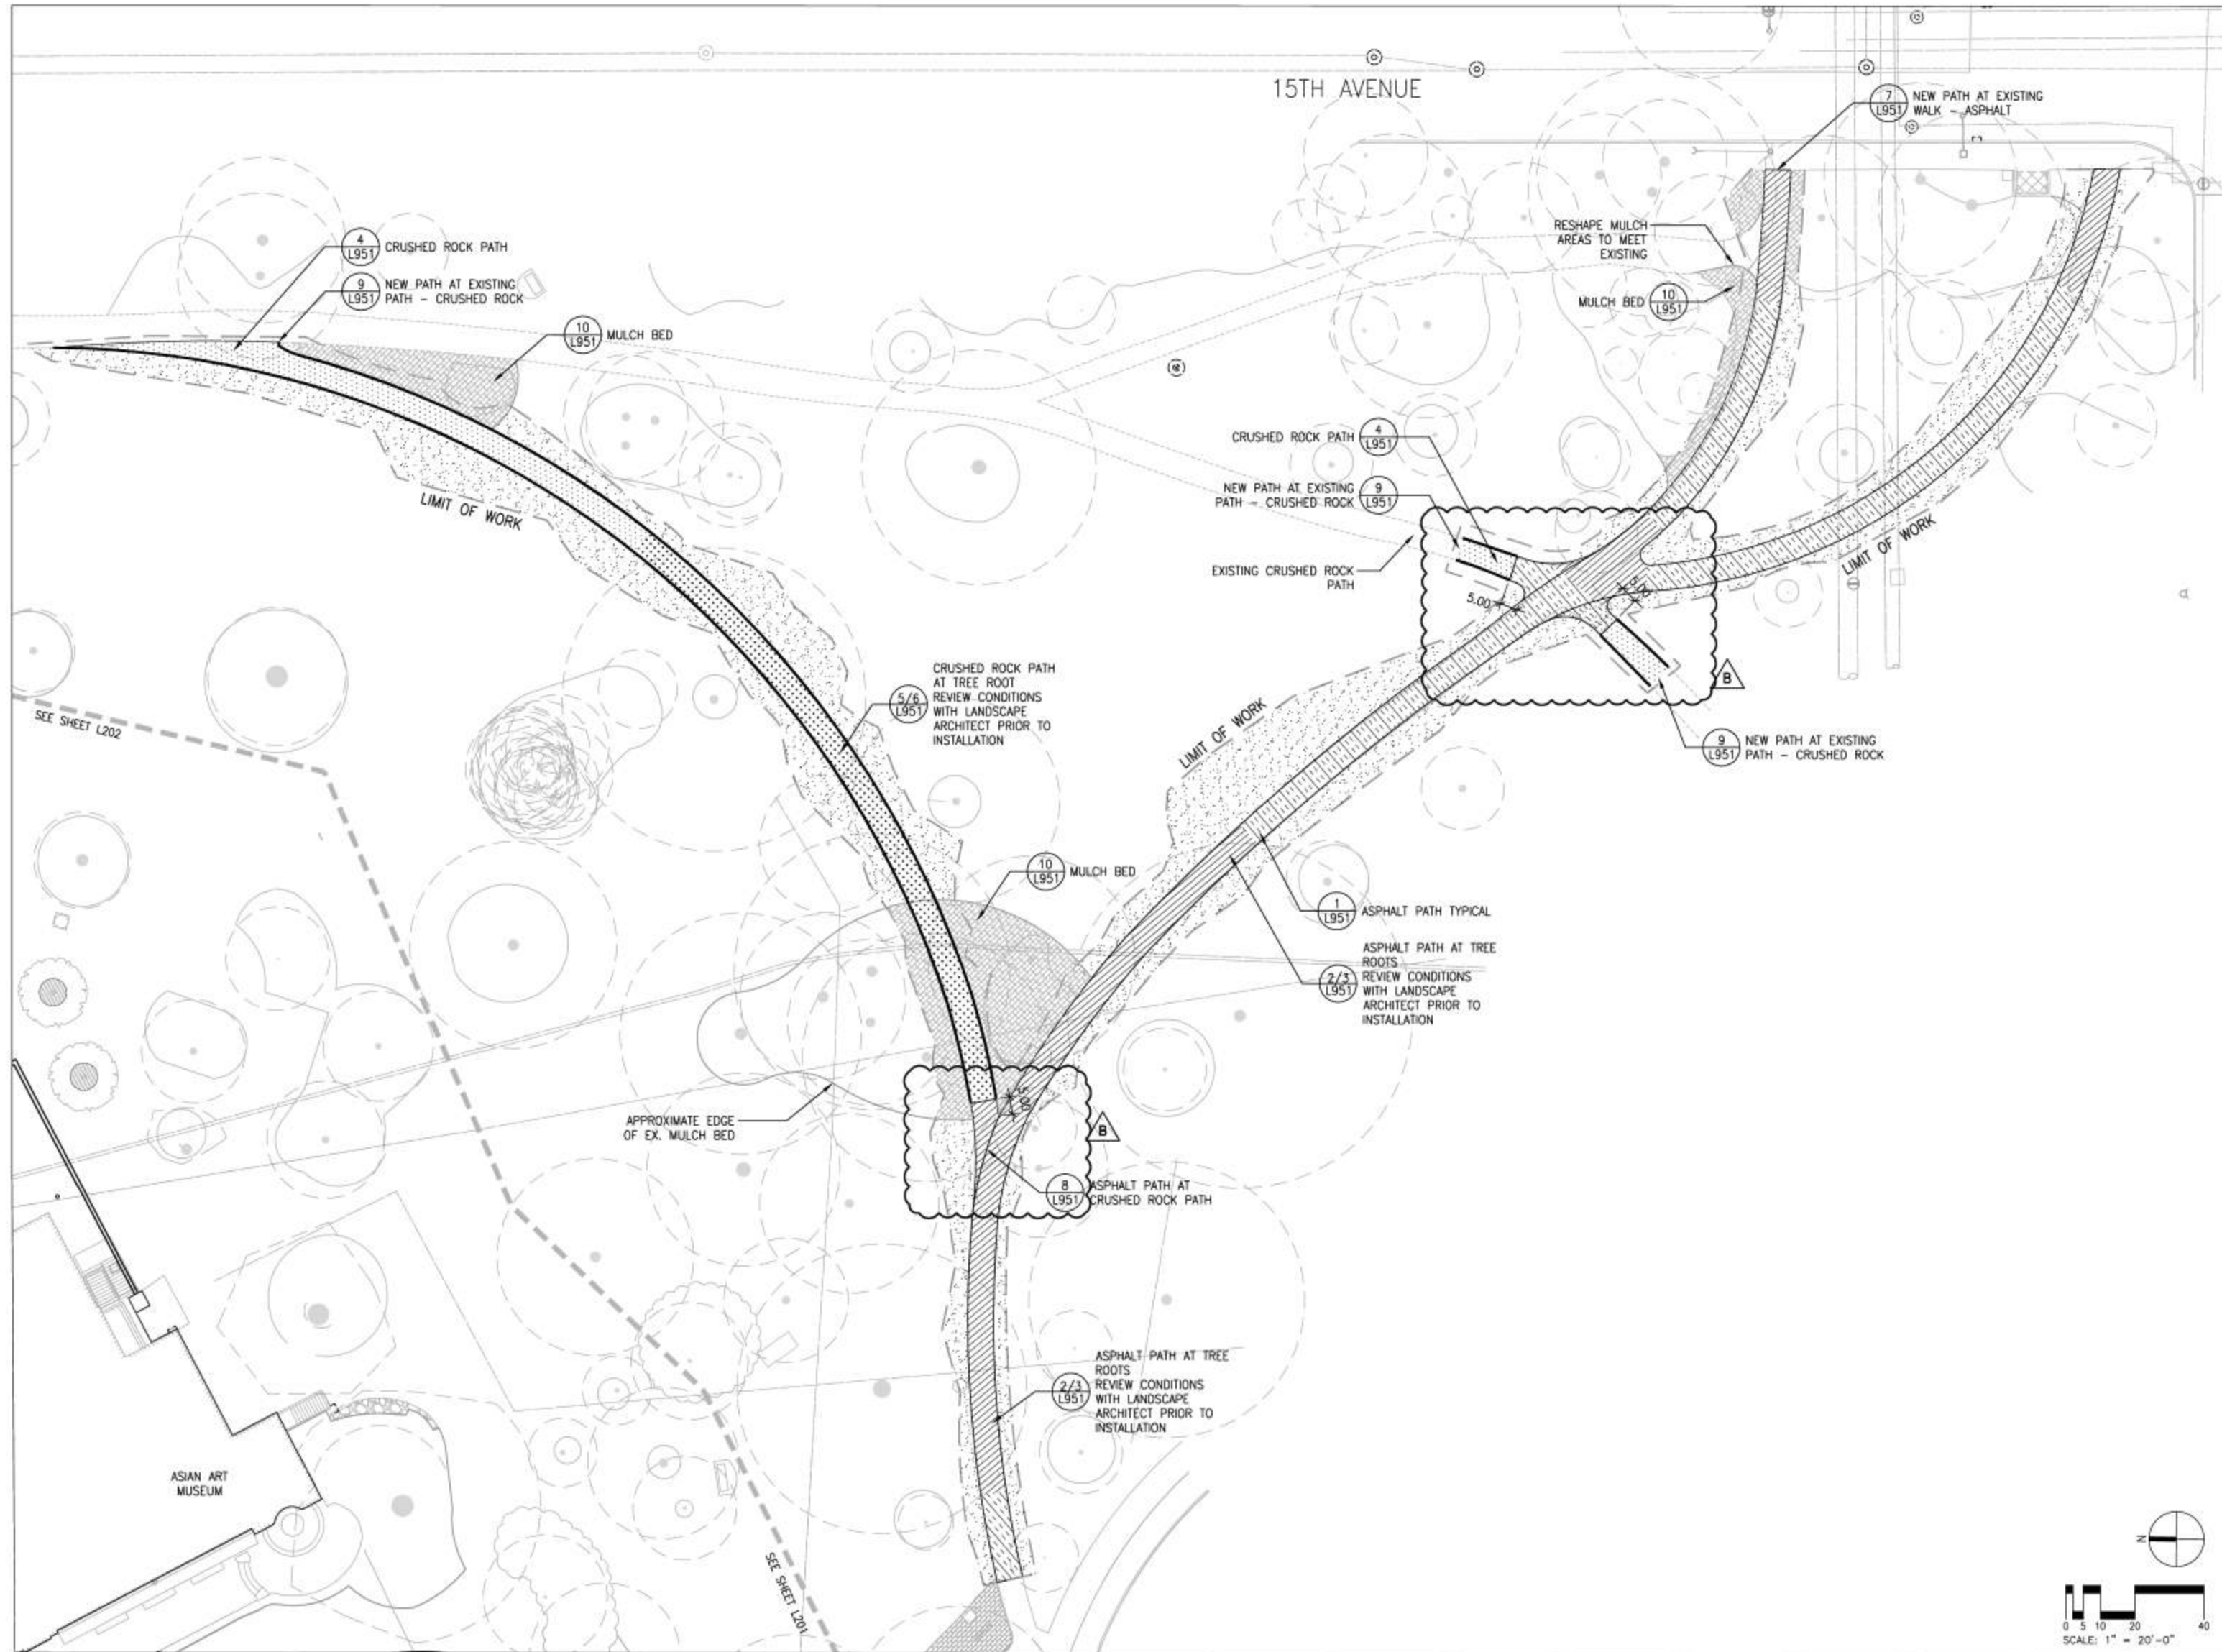 15TH AVENUE
7
L951
NEW PATH AT EXISTING
WALK - ASPHALT
RESHAPE MULCH
AREAS TO MEET
EXISTING
MULCH BED
10
L951
4
L951
CRUSHED ROCK PATH
9
L951
NEW PATH AT EXISTING
PATH - CRUSHED ROCK
10
L951
MULCH BED
LIMIT OF WORK
CRUSHED ROCK PATH
4
L951
NEW PATH AT EXISTING
PATH - CRUSHED ROCK
9
L951
EXISTING CRUSHED ROCK
PATH
5.00
5.00
LIMIT OF WORK
B
9
L951
NEW PATH AT EXISTING
PATH - CRUSHED ROCK
LIMIT OF WORK
SEE SHEET L202
5/6
L951
CRUSHED ROCK PATH
AT TREE ROOT
REVIEW CONDITIONS
WITH LANDSCAPE
ARCHITECT PRIOR TO
INSTALLATION
10
L951
MULCH BED
1
L951
ASPHALT PATH TYPICAL
2/3
L951
ASPHALT PATH AT TREE
ROOTS
REVIEW CONDITIONS
WITH LANDSCAPE
ARCHITECT PRIOR TO
INSTALLATION
APPROXIMATE EDGE
OF EX. MULCH BED
5.00
B
8
L951
ASPHALT PATH AT
CRUSHED ROCK PATH
2/3
L951
ASPHALT PATH AT TREE
ROOTS
REVIEW CONDITIONS
WITH LANDSCAPE
ARCHITECT PRIOR TO
INSTALLATION
ASIAN ART
MUSEUM
SEE SHEET L201
N
0 5 10 20 40
SCALE: 1" = 20'-0"